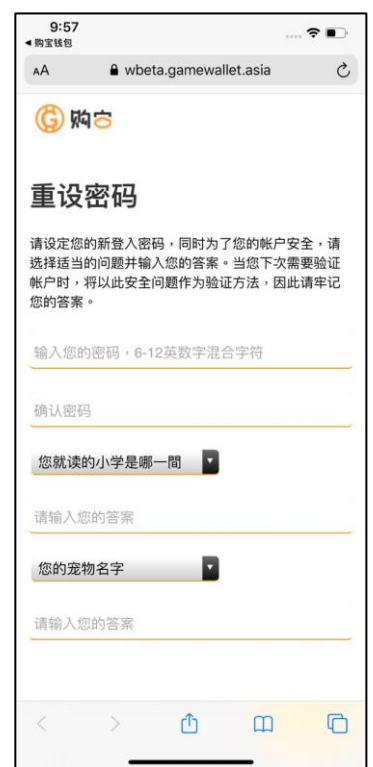 9:57
◀ 购宝钱包
AA wbeta.gamewallet.asia
购宝
重设密码
请设定您的新登入密码，同时为了您的帐户安全，请
选择适当的问题并输入您的答案。当您下次需要验证
帐户时，将以此安全问题作为验证方法，因此请牢记
您的答案。
输入您的密码，6-12英数字混合字符
确认密码
您就读的小学是哪一間
请输入您的答案
您的宠物名字
请输入您的答案